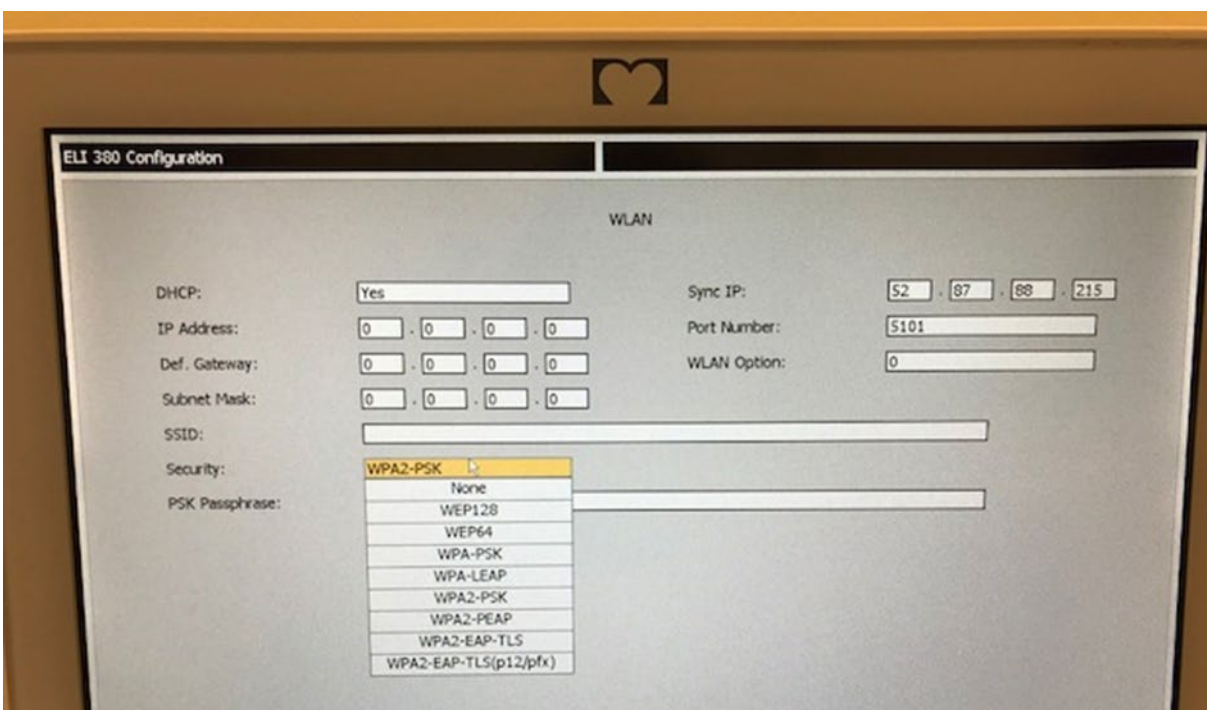 ELI 380 Configuration
WLAN
DHCP: Yes Sync IP: 52 . 87 . 88 . 215
IP Address: 0 . 0 . 0 . 0 Port Number: 5101
Def. Gateway: 0 . 0 . 0 . 0 WLAN Option: 0
Subnet Mask: 0 . 0 . 0 . 0
SSID:
Security: WPA2-PSK
None
PSK Passphrase:
WEP128
WEP64
WPA-PSK
WPA-LEAP
WPA2-PSK
WPA2-PEAP
WPA2-EAP-TLS
WPA2-EAP-TLS(p12/pfx)